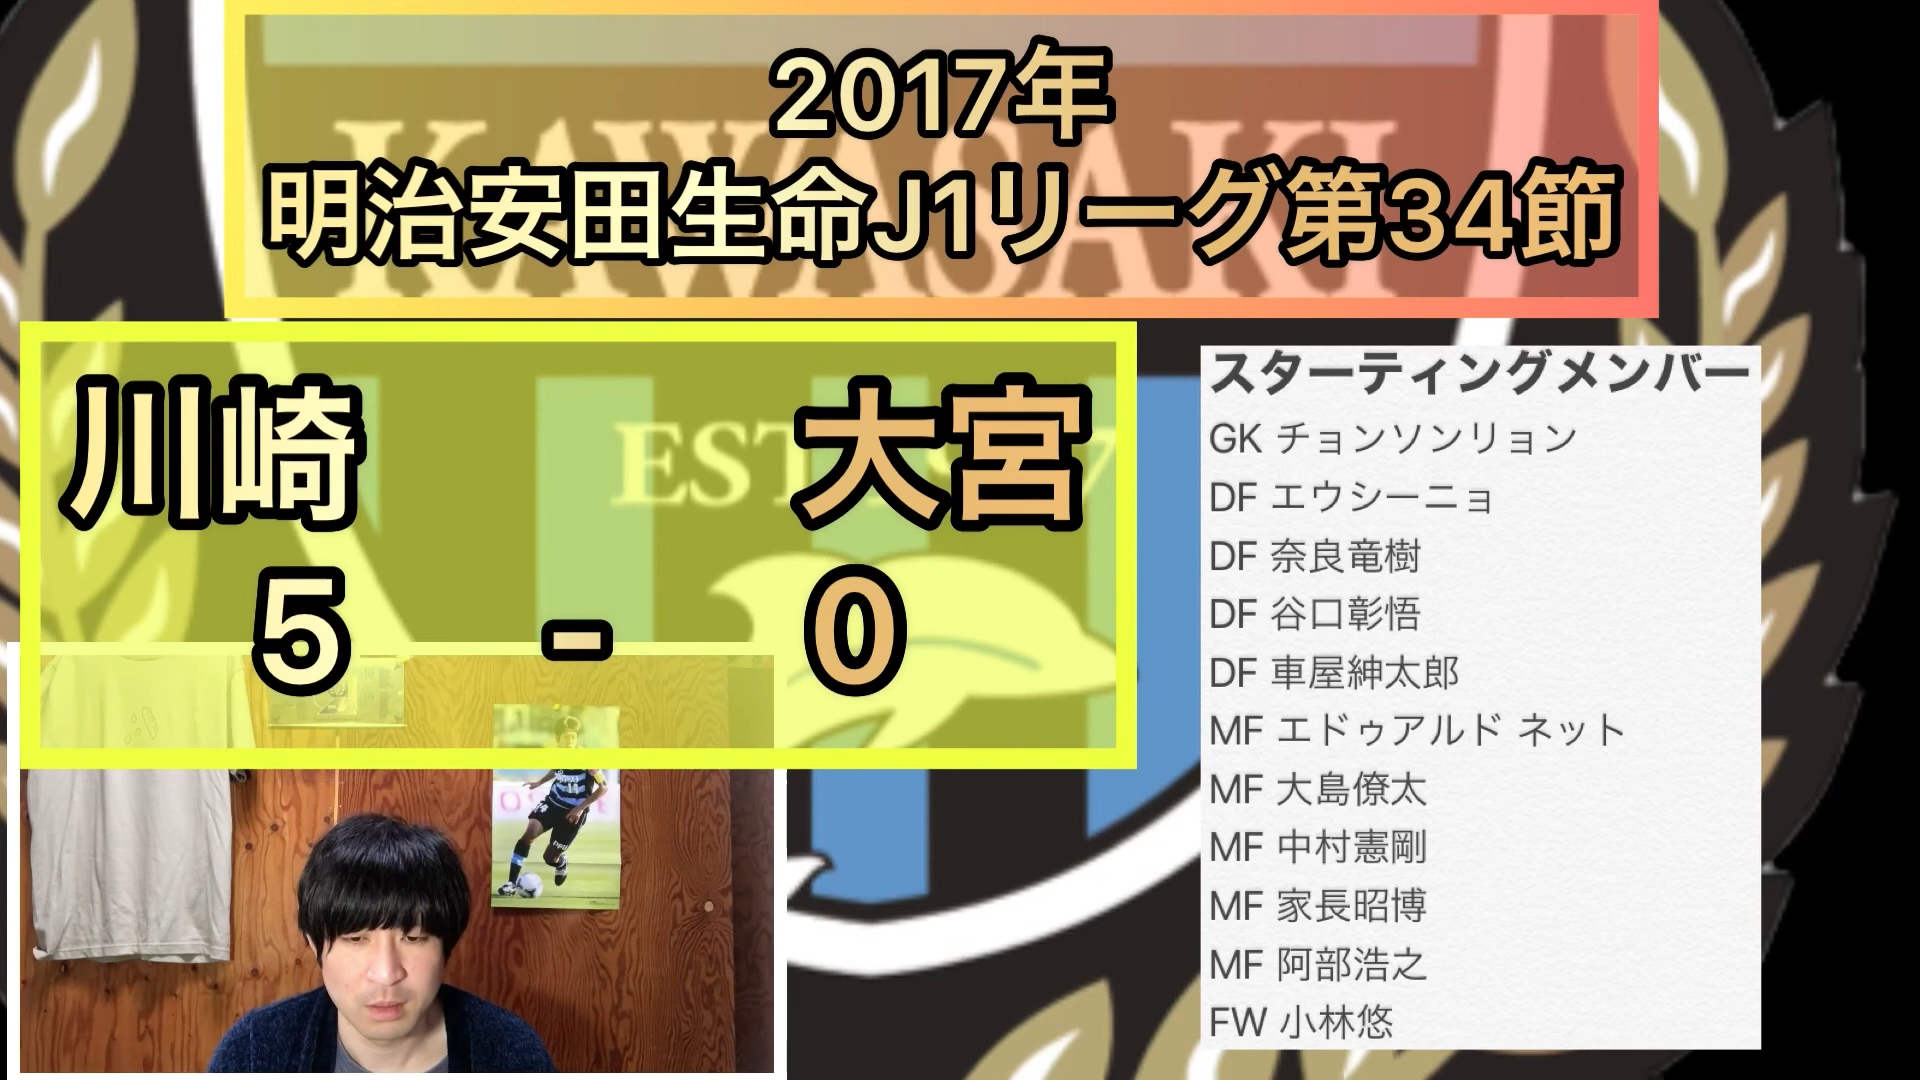 2017年
明治安田生命J1リーグ第34節
KAWASAKI
川崎 大宮
5 - 0
EST 7
スターティングメンバー
GK チョンソンリョン
DF エウシーニョ
DF 奈良竜樹
DF 谷口彰悟
DF 車屋紳太郎
MF エドゥアルド ネット
MF 大島僚太
MF 中村憲剛
MF 家長昭博
MF 阿部浩之
FW 小林悠